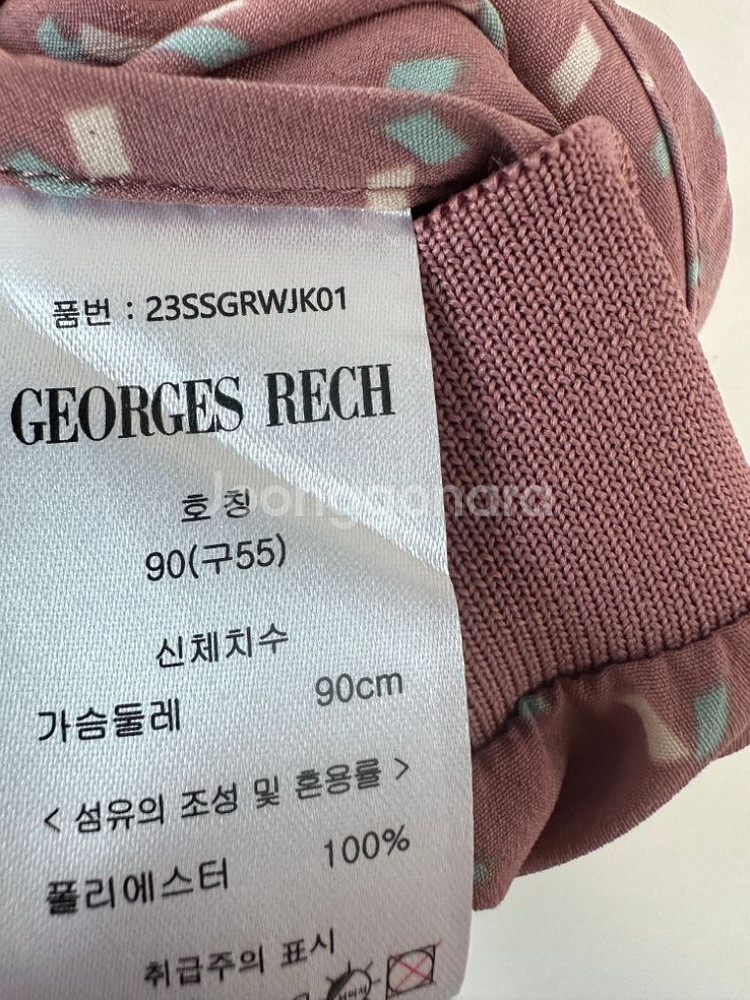 품번 : 23SSGRWJK01
GEORGES RECH
호 칭
Joonggonara
90(구55)
신체치수
가슴둘레 90cm
< 섬유의 조성 및 혼용률 >
폴리에스터 100%
취급주의 표시